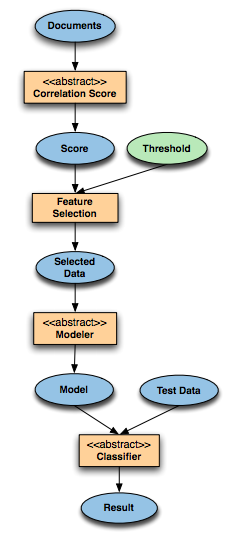 Documents
<<abstract>>
Correlation Score
Score
Threshold
Feature
Selection
Selected
Data
<<abstract>>
Modeler
Model
Test Data
<<abstract>>
Classifier
Result